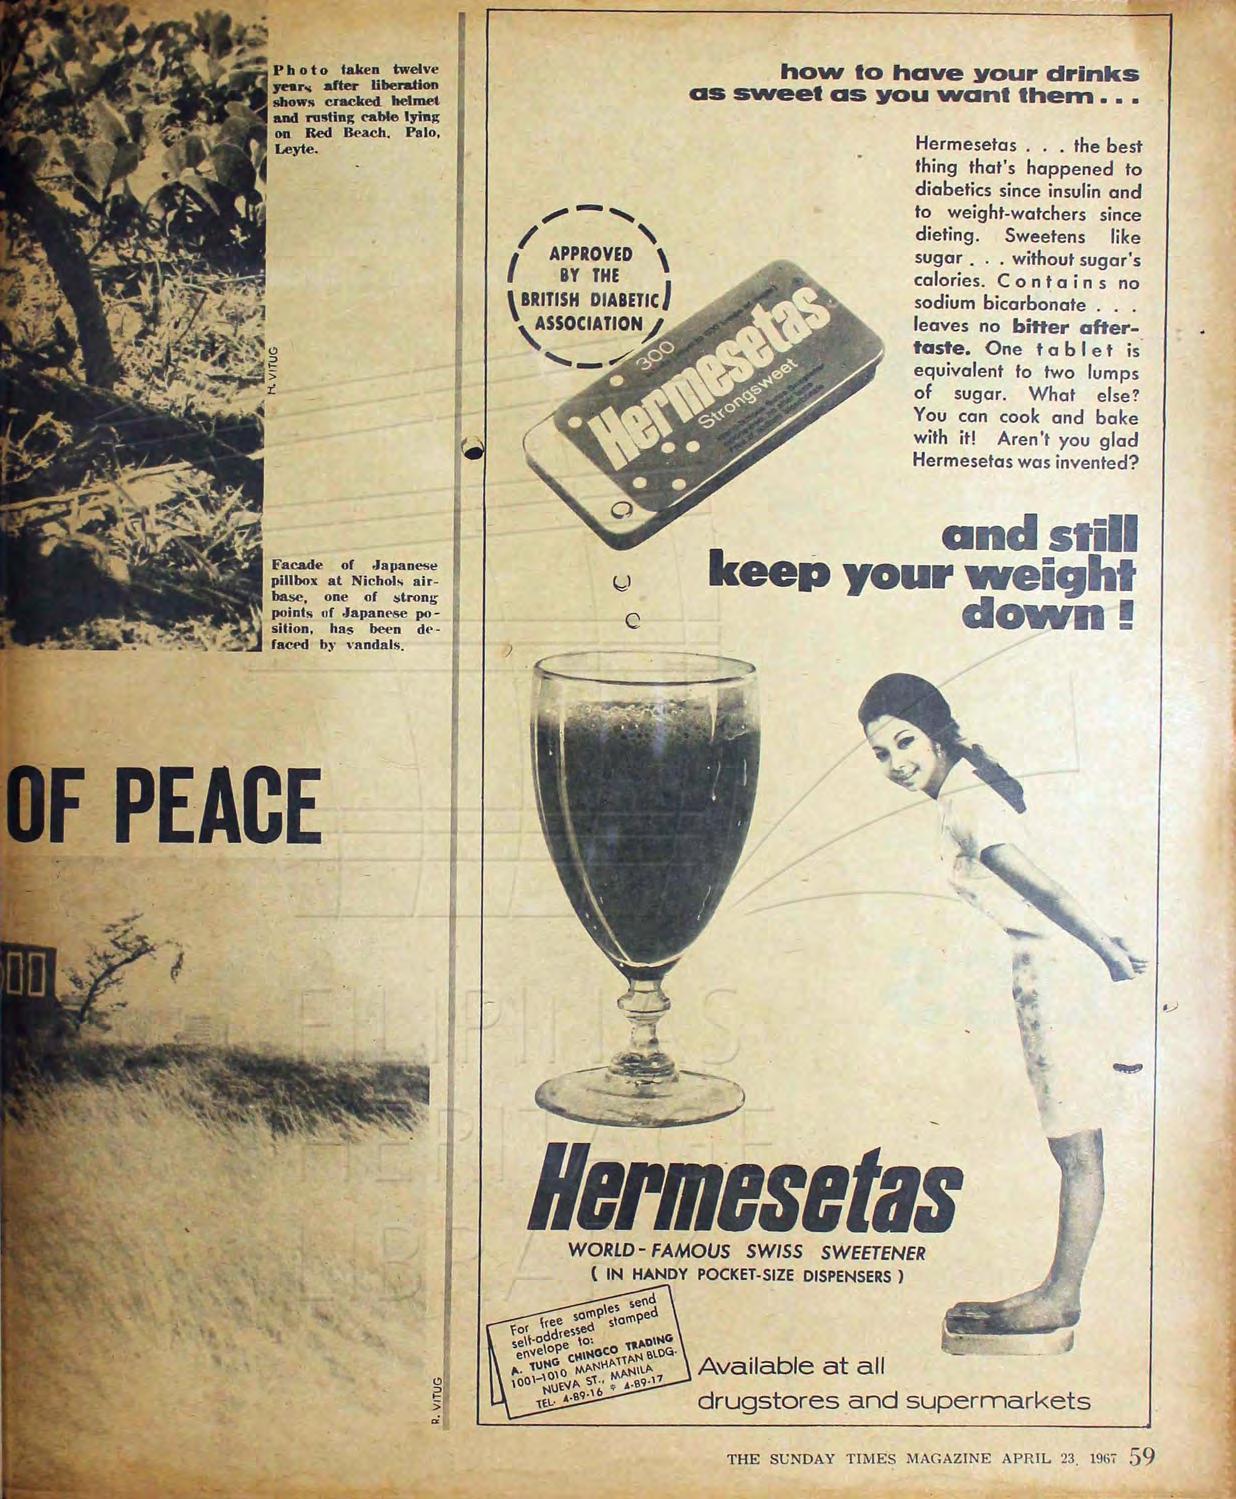 Photo taken twelve
years after liberation
shows cracked helmet
and rusting cable lying
on Red Beach, Palo,
Leyte.
H. VITUG
Facade of Japanese
pillbox at Nichols air-
base, one of strong
points of Japanese po-
sition, has been de-
faced by vandals.
OF PEACE
R. VITUG
how to have your drinks
as sweet as you want them...
Hermesetas . . . the best
thing that's happened to
diabetics since insulin and
to weight-watchers since
dieting. Sweetens like
sugar . . . without sugar's
calories. Contains no
sodium bicarbonate . . .
leaves no bitter after-
taste. One tablet is
equivalent to two lumps
of sugar. What else?
You can cook and bake
with it! Aren't you glad
Hermesetas was invented?
APPROVED
BY THE
BRITISH DIABETIC
ASSOCIATION
300
Hermesetas
Strongsweet
and still
keep your weight
down!
Hermesetas
WORLD-FAMOUS SWISS SWEETENER
( IN HANDY POCKET-SIZE DISPENSERS )
For free samples send
self-addressed stamped
envelope to:
A. TUNG CHINGCO TRADING
1001-1010 MANHATTAN BLDG.
NUEVA ST., MANILA
TEL. 4-89-16 • 4-89-17
Available at all
drugstores and supermarkets
FILIPINAS
HERITAGE
LIBRARY
THE SUNDAY TIMES MAGAZINE APRIL 23, 1967 59